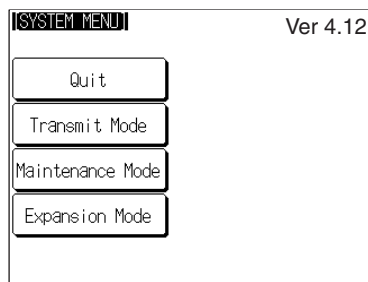 [SYSTEM MENU]
Ver 4.12
Quit
Transmit Mode
Maintenance Mode
Expansion Mode